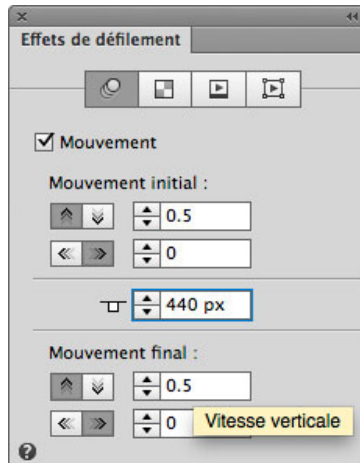 Effets de défilement
Mouvement
Mouvement initial :
0.5
0
440 px
Mouvement final :
0.5
0
Vitesse verticale
?